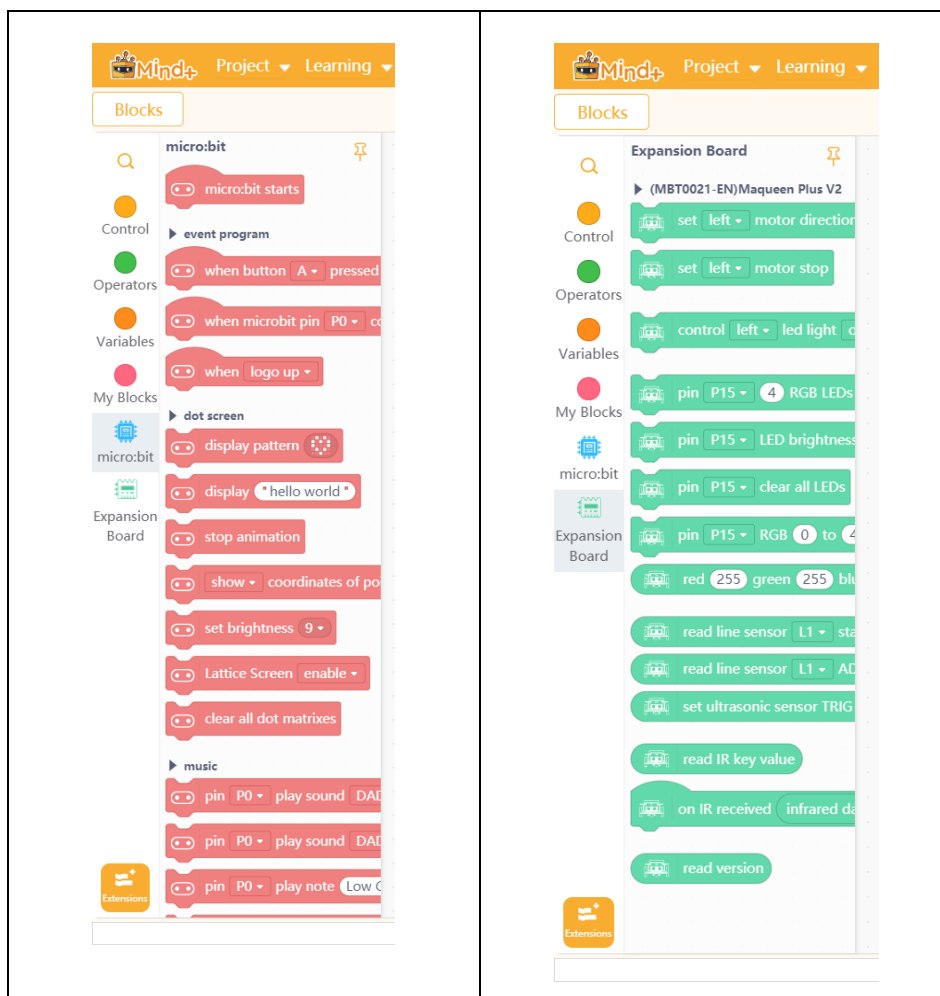 Mind+ Project Learning
Blocks
micro:bit
micro:bit starts
Control
event program
Operators
when button A pressed
Variables
when microbit pin P0 co
My Blocks
when logo up
micro:bit
dot screen
display pattern
Expansion
Board
display "hello world"
stop animation
show coordinates of po
set brightness 9
Lattice Screen enable
clear all dot matrixes
music
pin P0 play sound DAD
pin P0 play sound DAD
pin P0 play note Low C
Extensions
Mind+ Project Learning
Blocks
Expansion Board
(MBT0021-EN)Maqueen Plus V2
Control
set left motor direction
Operators
set left motor stop
Variables
control left led light
My Blocks
pin P15 4 RGB LEDs
micro:bit
pin P15 LED brightness
Expansion
Board
pin P15 clear all LEDs
pin P15 RGB 0 to 4
red 255 green 255 blu
read line sensor L1 sta
read line sensor L1 AD
set ultrasonic sensor TRIG
read IR key value
on IR received infrared da
read version
Extensions